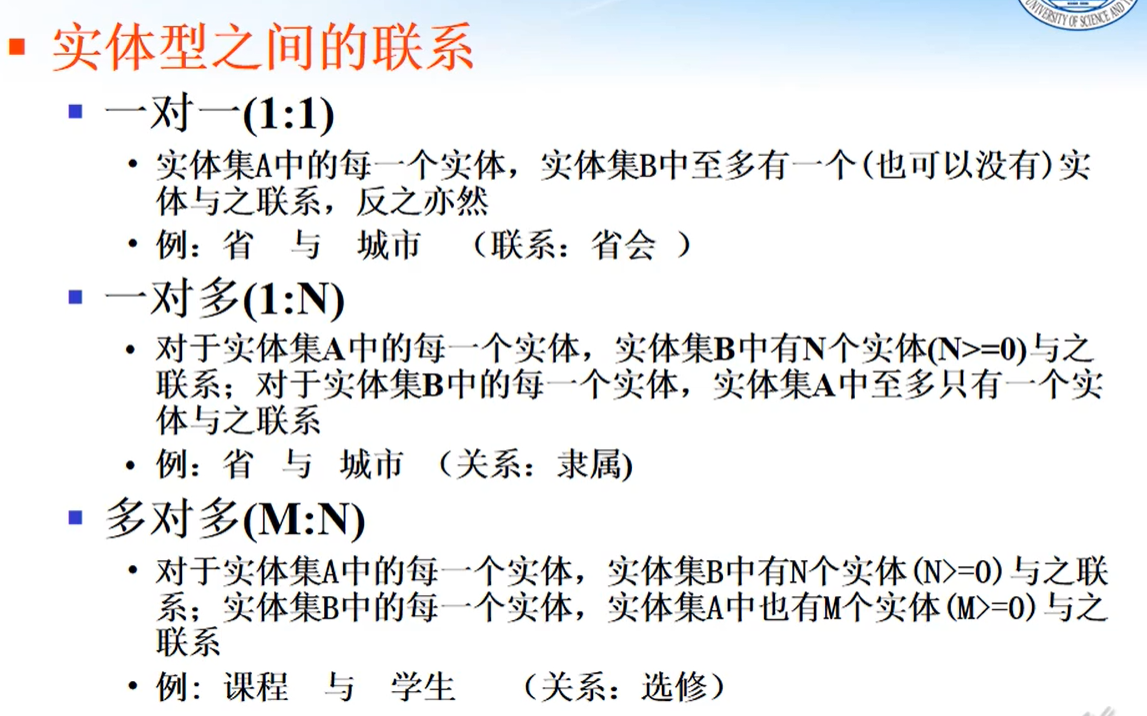 实体型之间的联系
一对一(1:1)
实体集A中的每一个实体，实体集B中至多有一个(也可以没有)实
体与之联系，反之亦然
例：省 与 城市 （联系：省会 ）
一对多(1:N)
对于实体集A中的每一个实体，实体集B中有N个实体(N>=0)与之
联系；对于实体集B中的每一个实体，实体集A中至多只有一个实
体与之联系
例：省 与 城市 （关系：隶属)
多对多(M:N)
对于实体集A中的每一个实体，实体集B中有N个实体(N>=0)与之联
系；实体集B中的每一个实体，实体集A中也有M个实体(M>=0)与之
联系
例: 课程 与 学生 （关系：选修）
UNIVERSITY OF SCIENCE AND